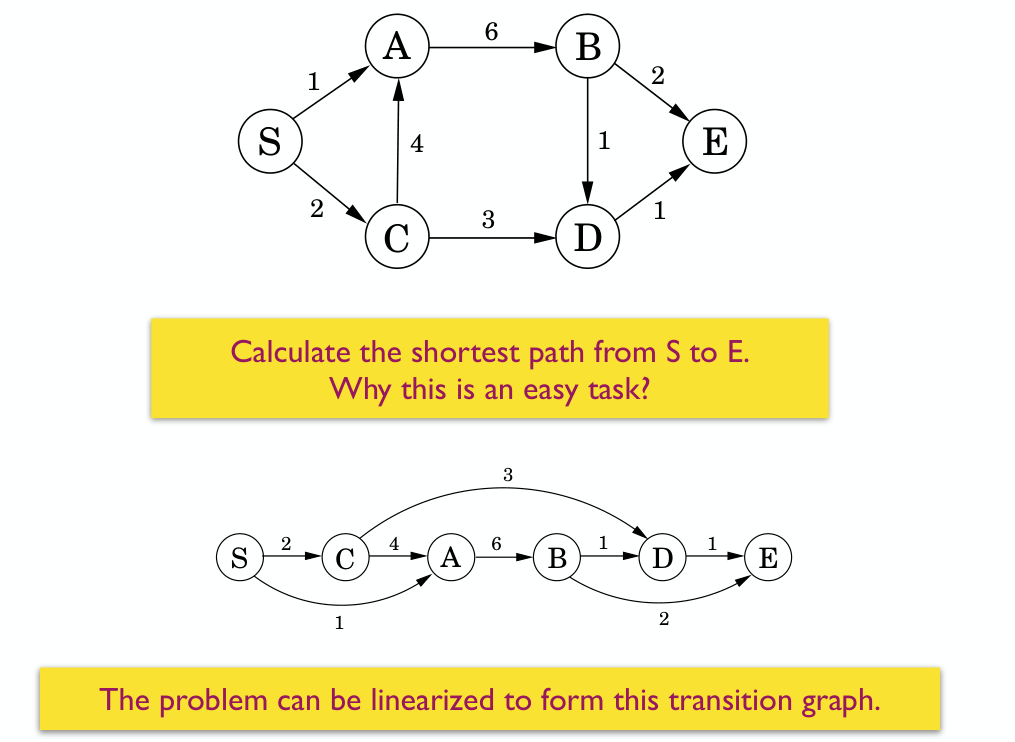 A 6 B
1 2
S 4 1 E
2 3 1
C D
Calculate the shortest path from S to E.
Why this is an easy task?
3
S 2 C 4 A 6 B 1 D 1 E
1 2
The problem can be linearized to form this transition graph.